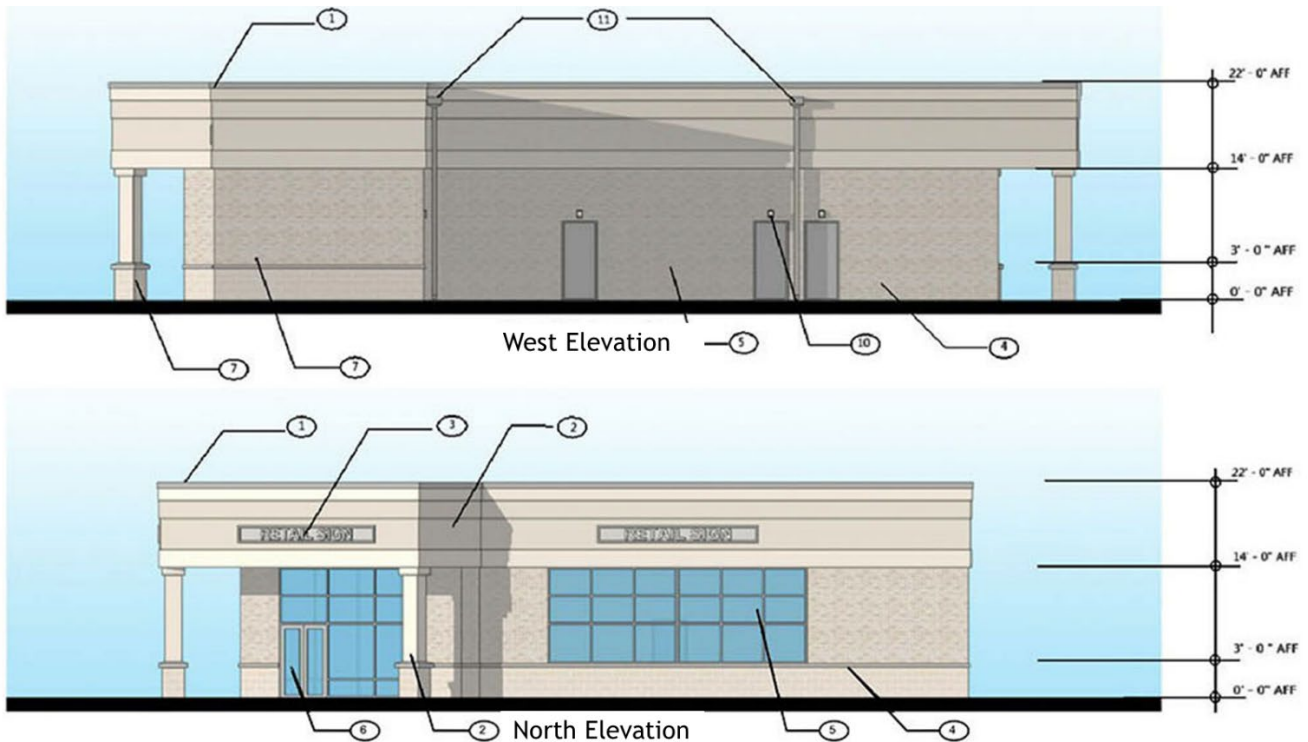 1
11
22' - 0" AFF
14' - 0" AFF
3' - 0" AFF
0' - 0" AFF
West Elevation
5
10
4
7
7
1
3
2
22' - 0" AFF
RETAIL SIGN
RETAIL SIGN
14' - 0" AFF
3' - 0" AFF
0' - 0" AFF
6
2
North Elevation
5
4